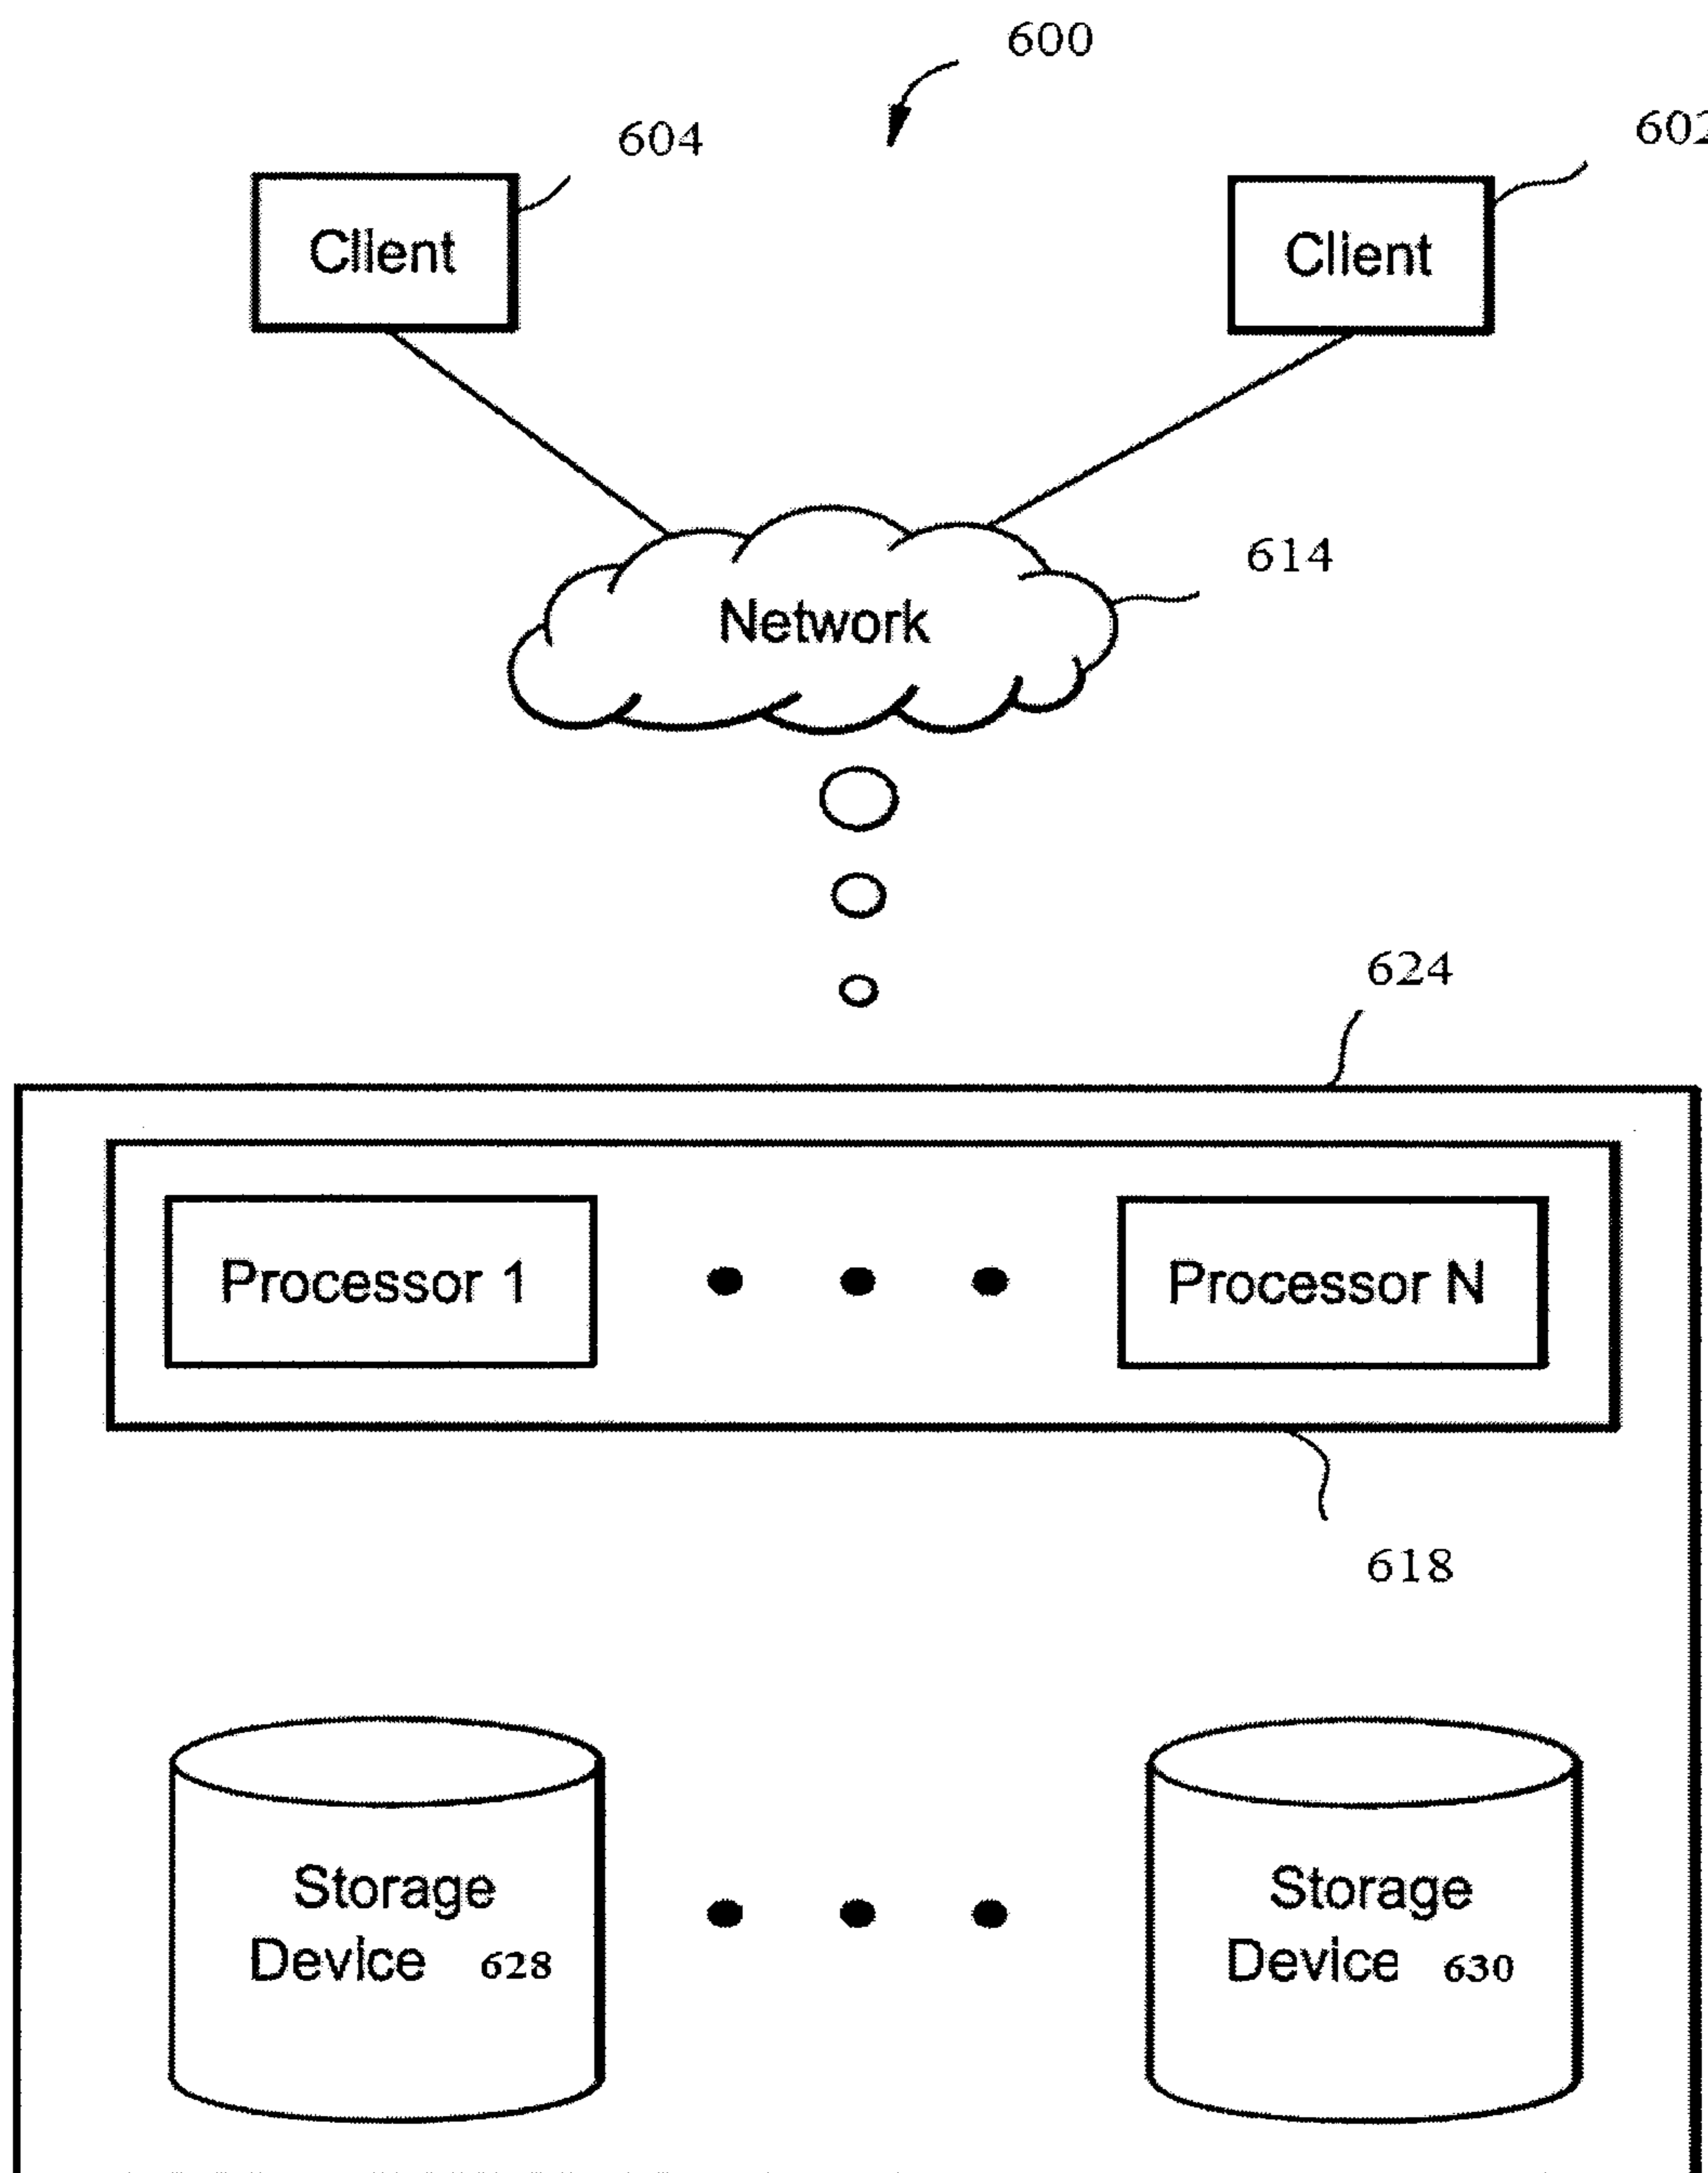 600
604
602
Client
Client
614
Network
624
Processor 1
Processor N
618
Storage
Device 628
Storage
Device 630